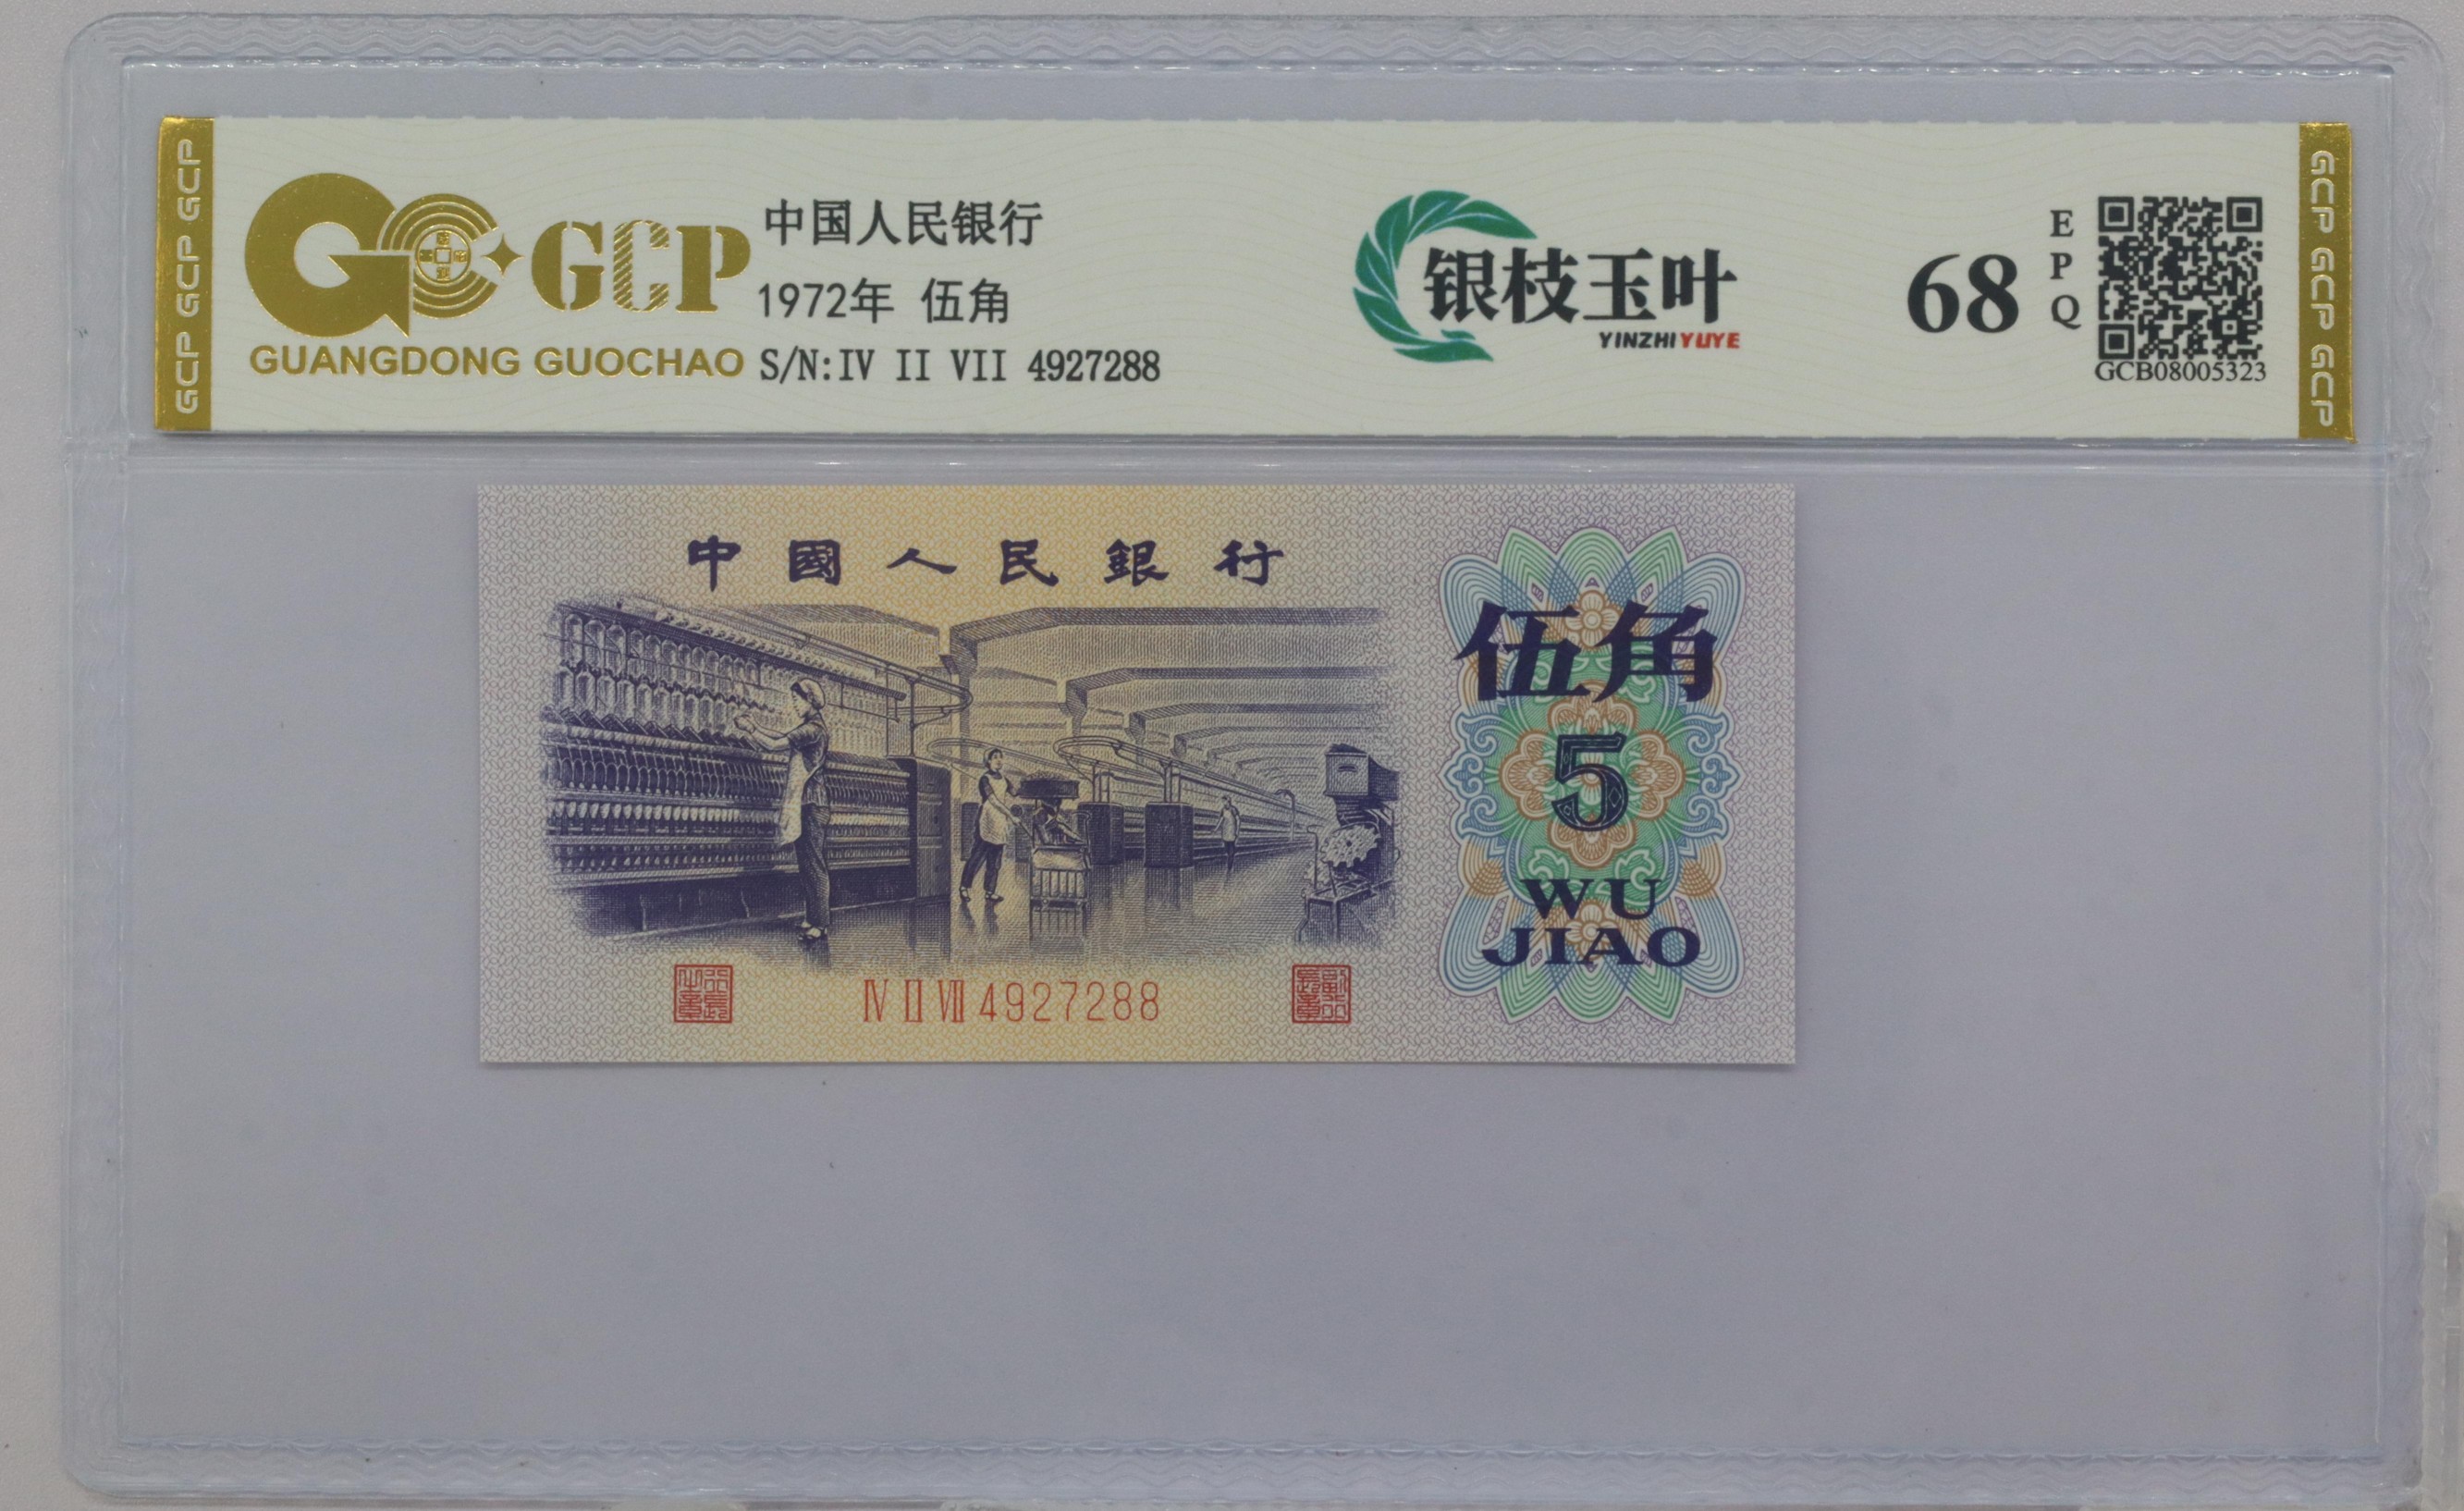 GCP GCP GCP
GCP
GUANGDONG GUOCHAO
中国人民银行
1972年 伍角
S/N:IV II VII 4927288
银枝玉叶
YINZHIYUYE
68
EPQ
GCB08005323
GCP GCP GCP
中國人民銀行
伍角
5
WU
JIAO
IV II VII 4927288